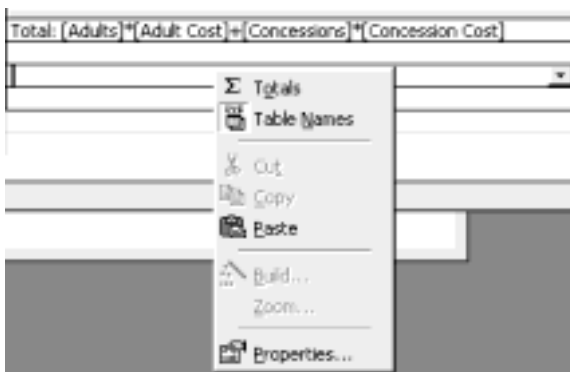 Total: [Adults]*[Adult Cost]+[Concessions]*[Concession Cost]
Σ Totals
Table Names
Cut
Copy
Paste
Build...
Zoom...
Properties...